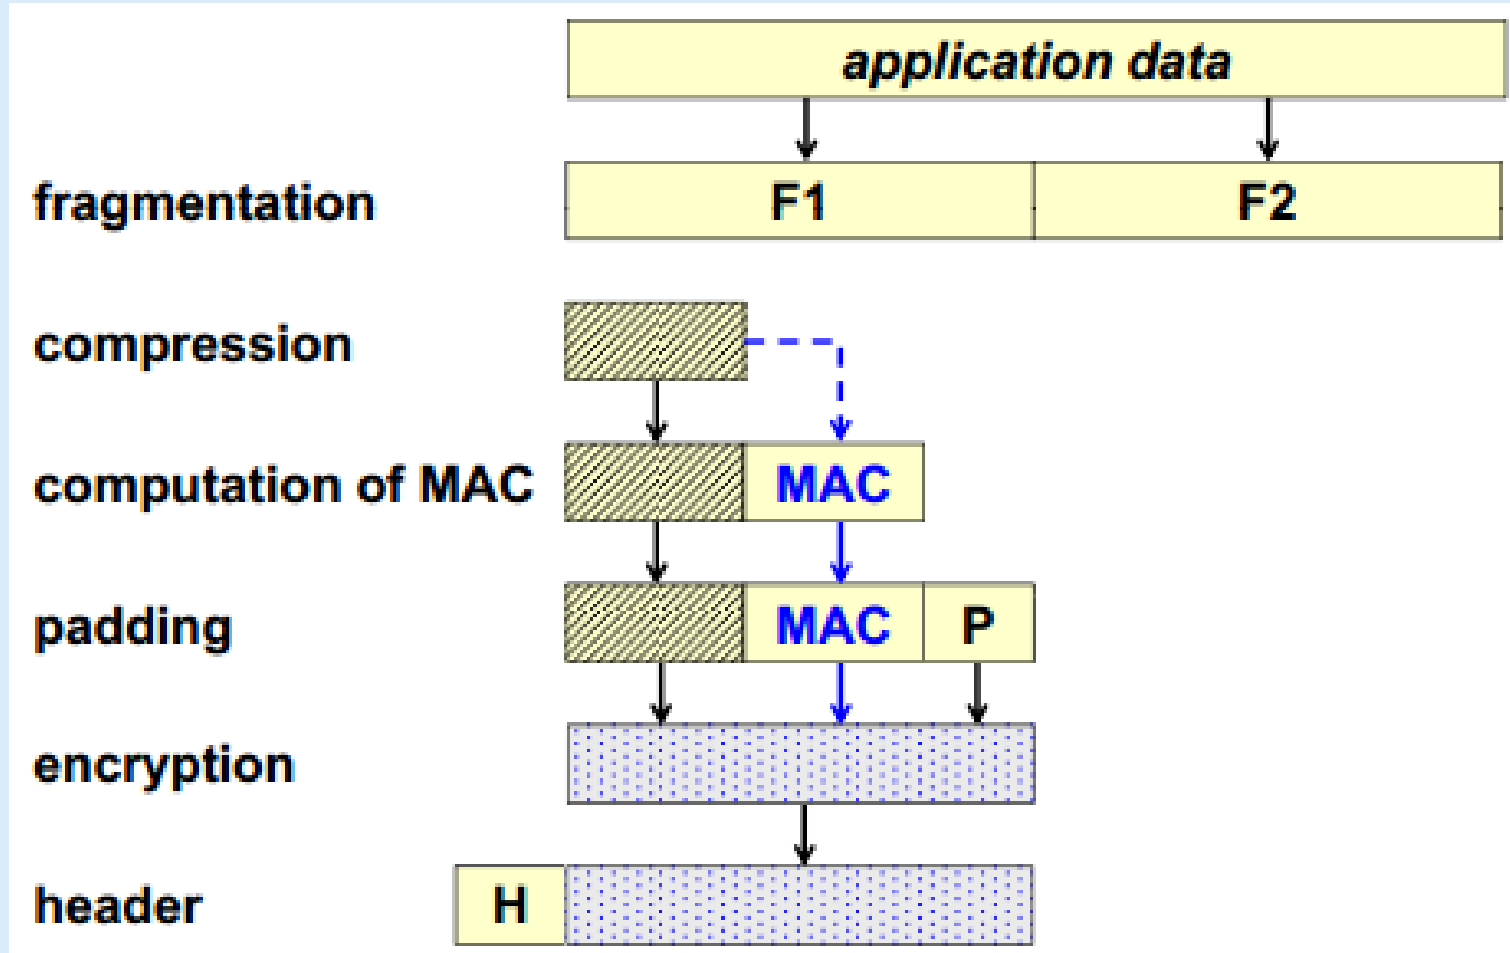 application data
fragmentation F1 F2
compression
computation of MAC MAC
padding MAC P
encryption
header H